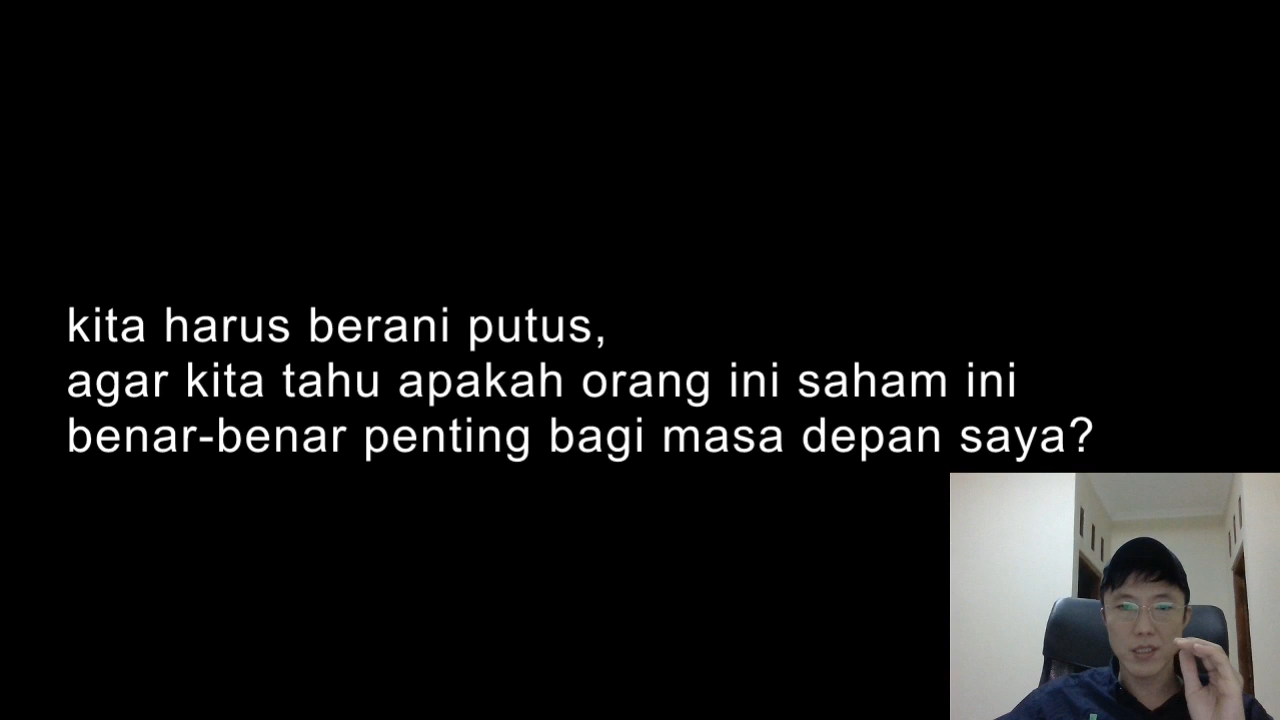 kita harus berani putus,
agar kita tahu apakah orang ini saham ini
benar-benar penting bagi masa depan saya?